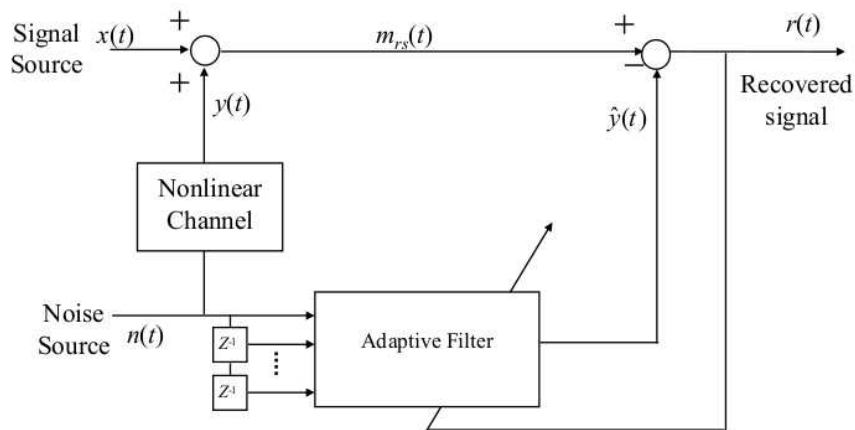 Signal
Source
x(t)
+
+
m_rs(t)
+
−
r(t)
Recovered
signal
y(t)
ŷ(t)
Nonlinear
Channel
Noise
Source
n(t)
Z⁻¹
Z⁻¹
Adaptive Filter